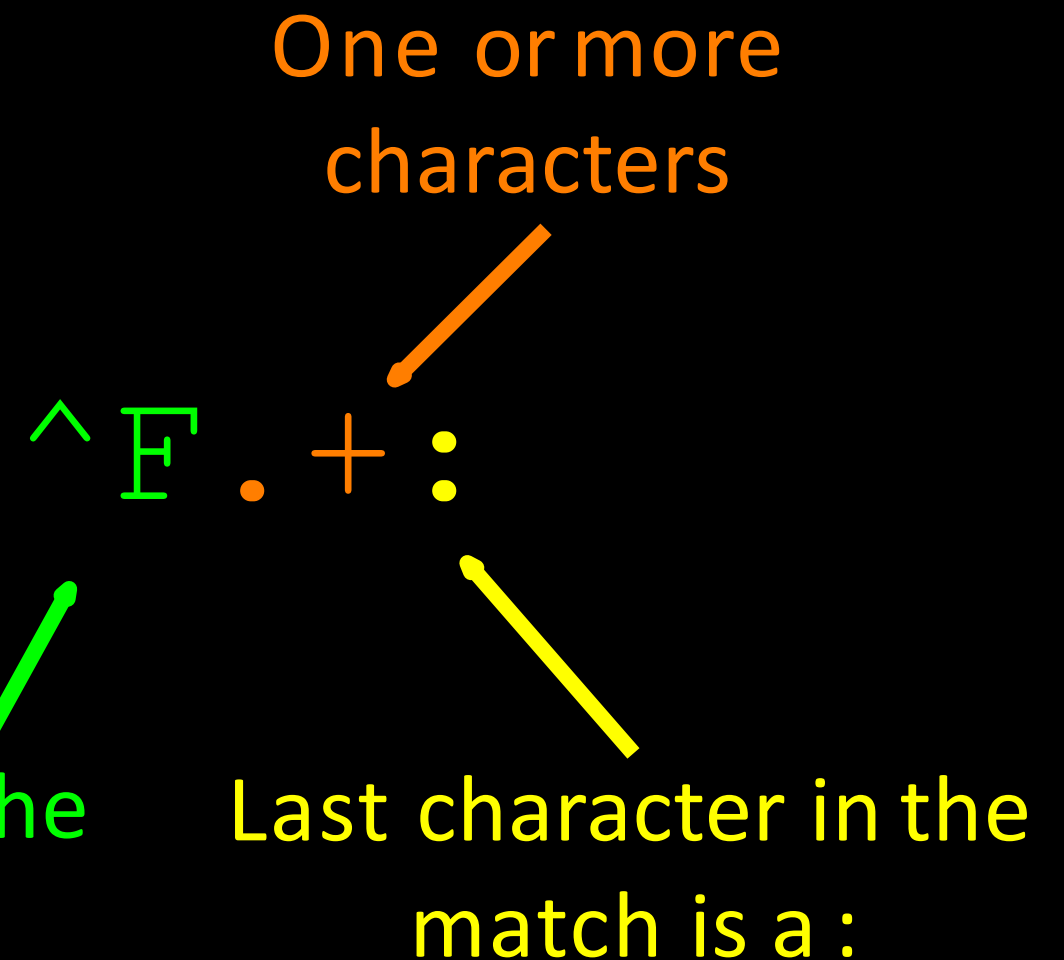 One or more
characters
^F.+:
he
Last character in the
match is a :